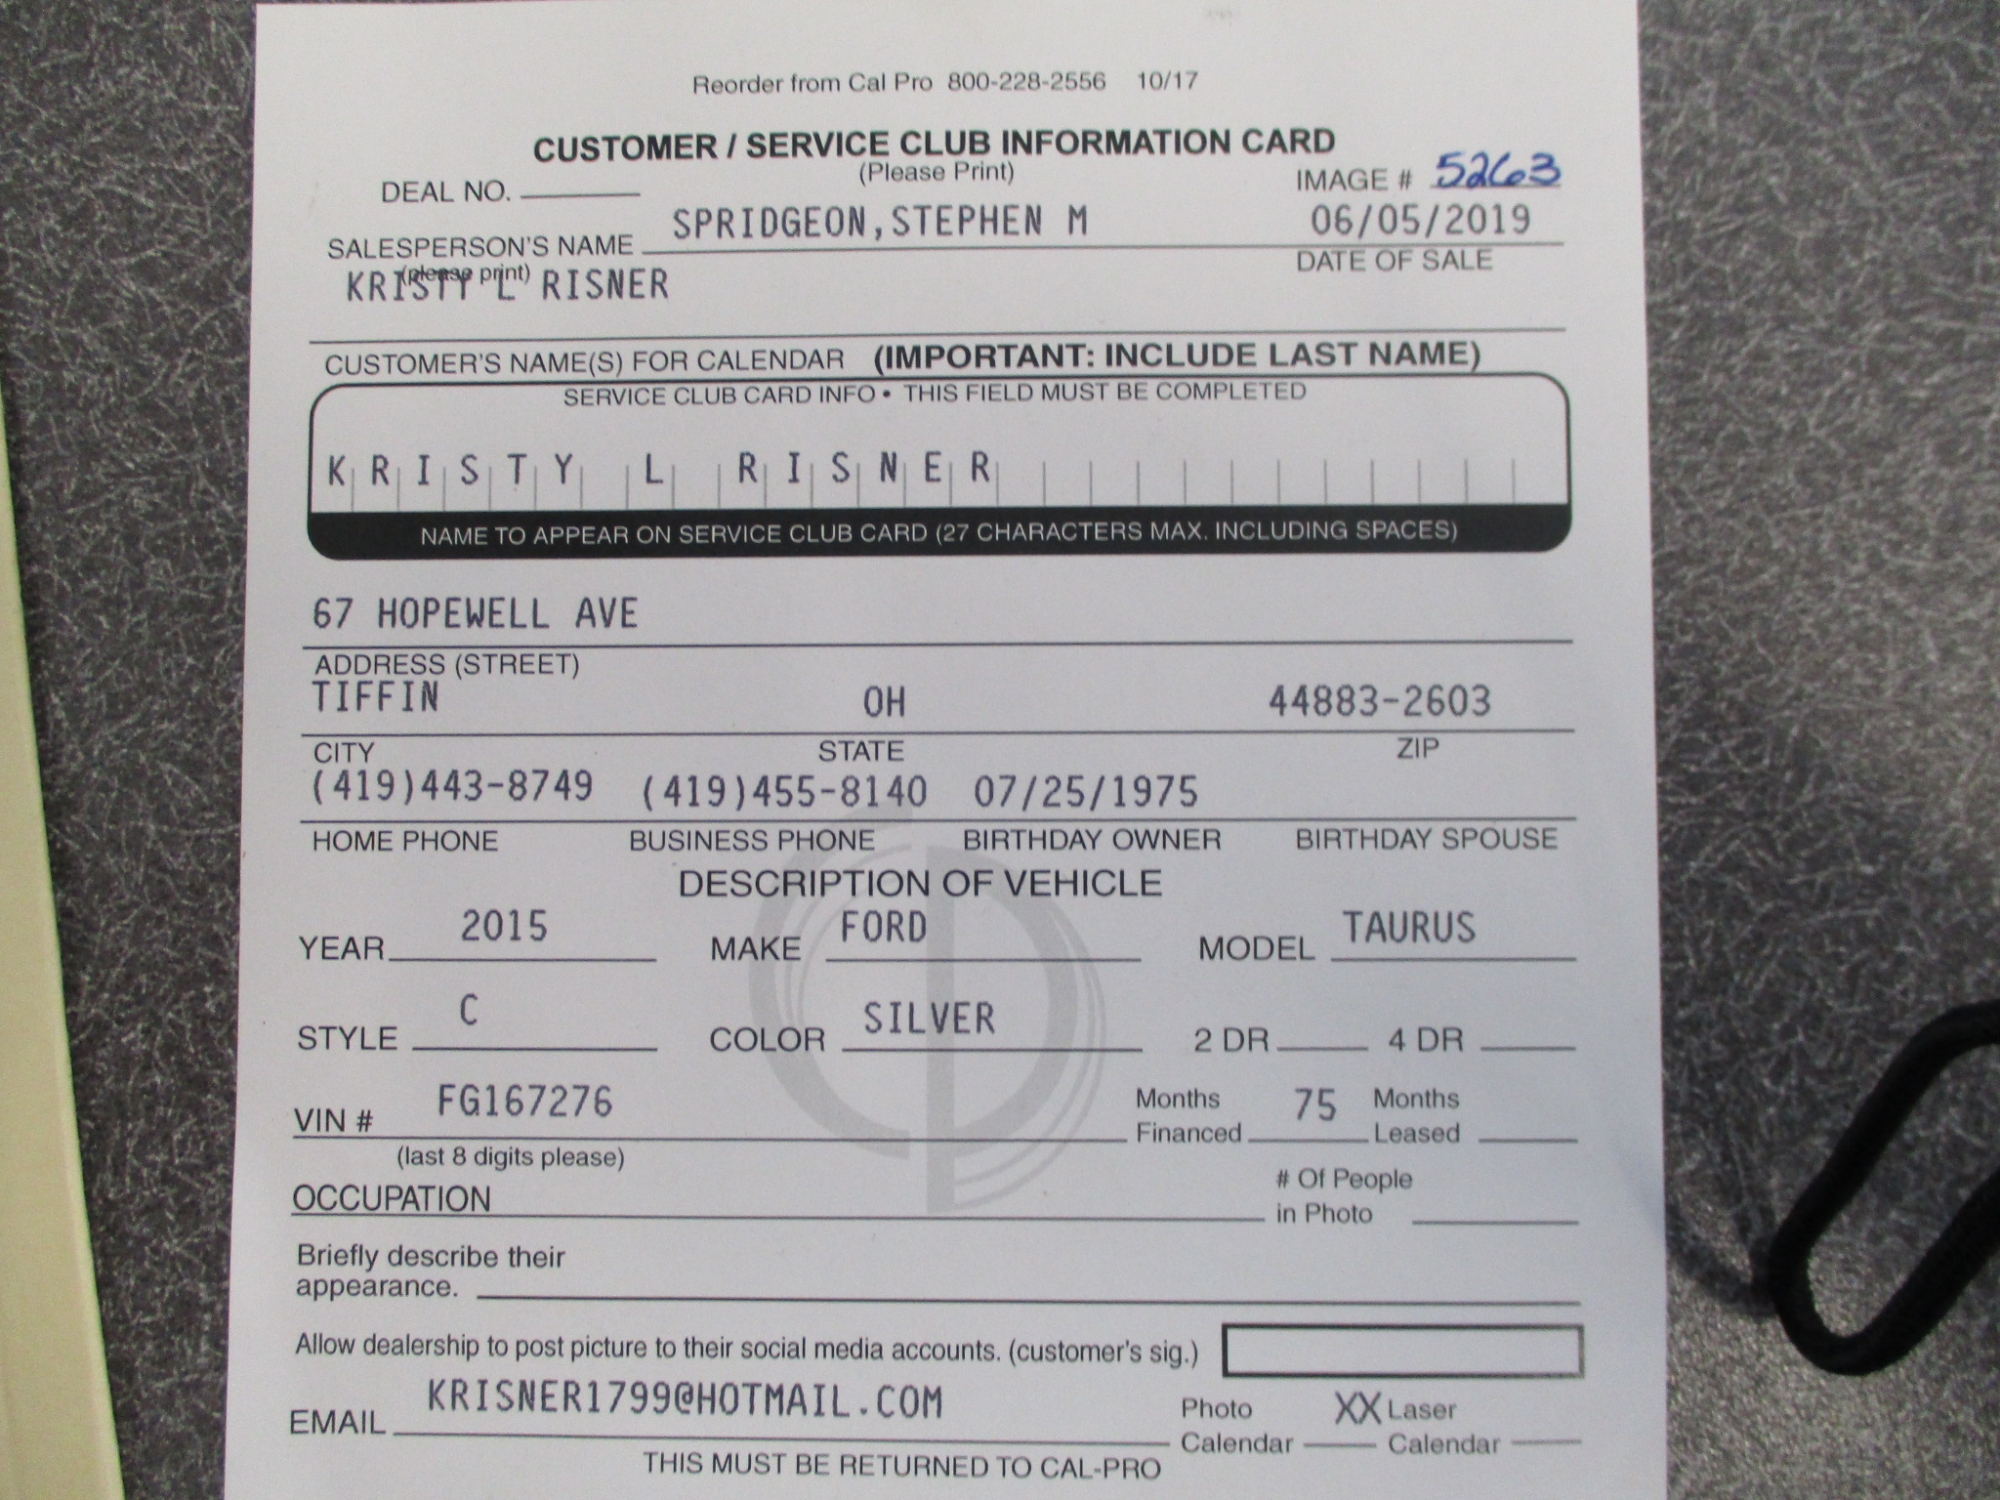 Reorder from Cal Pro 800-228-2556 10/17
CUSTOMER / SERVICE CLUB INFORMATION CARD
(Please Print)
DEAL NO. IMAGE # 5263
SPRIDGEON,STEPHEN M 06/05/2019
SALESPERSON'S NAME DATE OF SALE
(please print)
KRISTY L RISNER
CUSTOMER'S NAME(S) FOR CALENDAR (IMPORTANT: INCLUDE LAST NAME)
SERVICE CLUB CARD INFO • THIS FIELD MUST BE COMPLETED
KRISTY L RISNER
NAME TO APPEAR ON SERVICE CLUB CARD (27 CHARACTERS MAX. INCLUDING SPACES)
67 HOPEWELL AVE
ADDRESS (STREET)
TIFFIN OH 44883-2603
CITY STATE ZIP
(419)443-8749 (419)455-8140 07/25/1975
HOME PHONE BUSINESS PHONE BIRTHDAY OWNER BIRTHDAY SPOUSE
DESCRIPTION OF VEHICLE
YEAR 2015 MAKE FORD MODEL TAURUS
STYLE C COLOR SILVER 2 DR 4 DR
VIN # FG167276 Months Financed 75 Months Leased
(last 8 digits please)
OCCUPATION # Of People in Photo
Briefly describe their
appearance.
Allow dealership to post picture to their social media accounts. (customer's sig.)
EMAIL KRISNER1799@HOTMAIL.COM Photo Calendar XX Laser Calendar
THIS MUST BE RETURNED TO CAL-PRO